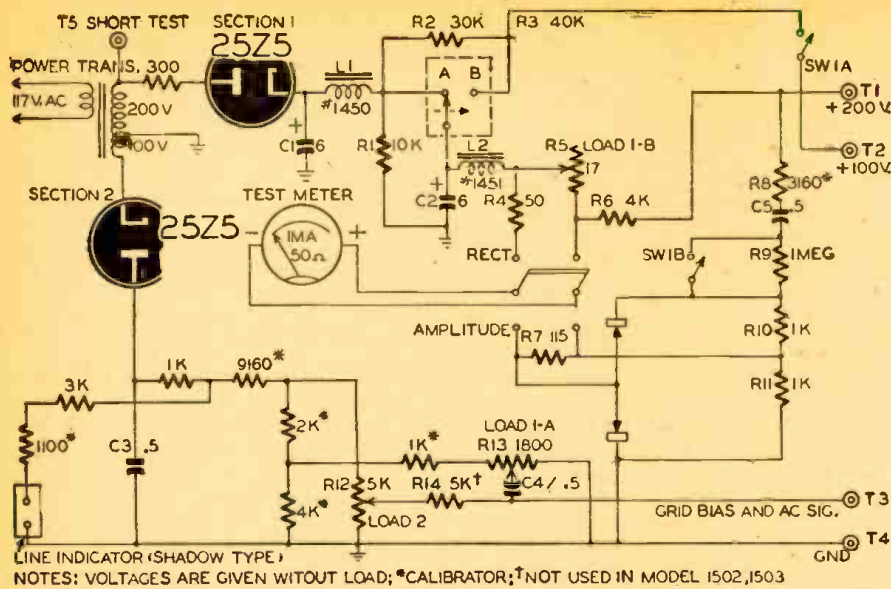 T5 SHORT TEST
SECTION 1
25Z5
R2 30K
R3 40K
POWER TRANS.
300
L1
*1450
A B
SW1A
T1
+200V.
117V. AC
200V
100V
C1 6
R1 10K
L2
*1451
R5
LOAD 1-B
17
T2
+100V.
SECTION 2
25Z5
TEST METER
C2 6
R4 50
R6 4K
R8 3160*
C5 .5
- +
1MA
50Ω
RECT
SW1B
R9 1MEG
AMPLITUDE
R7 115
R10 1K
R11 1K
3K
1K
9160*
1100*
C3 .5
2K*
1K*
LOAD 1-A
R13 1800
R12 5K
R14 5K†
C4 / .5
4K*
LOAD 2
T3
GRID BIAS AND AC SIG.
T4
GND
LINE INDICATOR (SHADOW TYPE)
NOTES: VOLTAGES ARE GIVEN WITOUT LOAD; *CALIBRATOR; †NOT USED IN MODEL 1502,1503